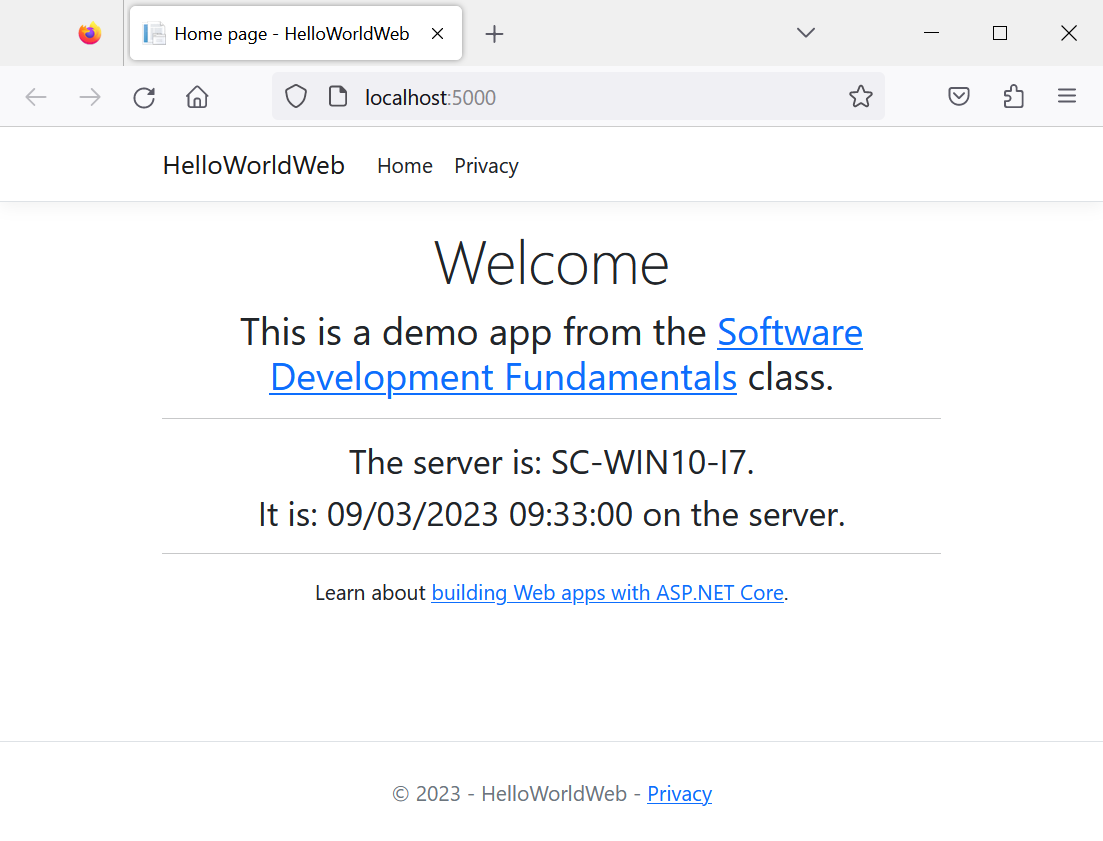 Home page - HelloWorldWeb
localhost:5000
HelloWorldWeb Home Privacy
Welcome
This is a demo app from the Software
Development Fundamentals class.
The server is: SC-WIN10-I7.
It is: 09/03/2023 09:33:00 on the server.
Learn about building Web apps with ASP.NET Core.
© 2023 - HelloWorldWeb - Privacy